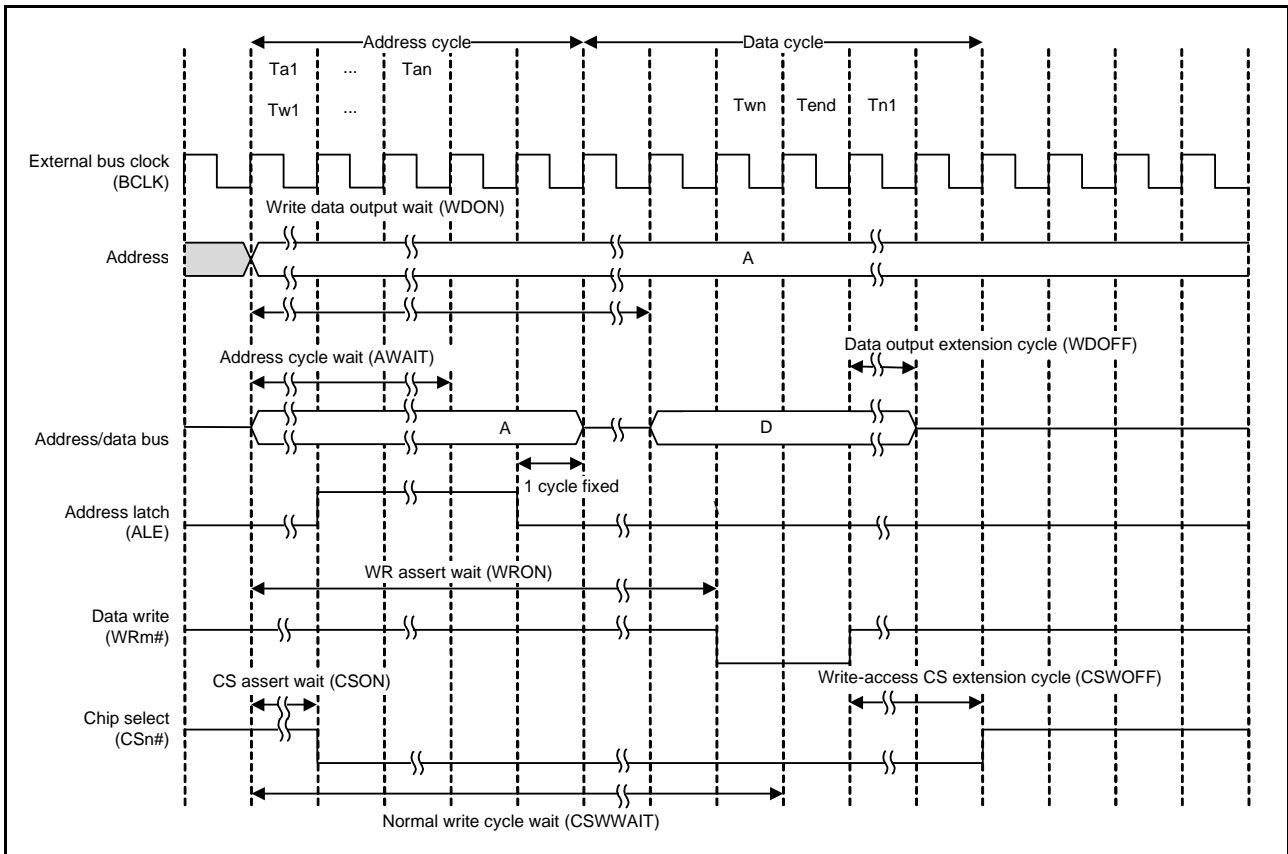 Address cycle
Data cycle
Ta1
...
Tan
Tw1
...
Twn
Tend
Tn1
External bus clock
(BCLK)
Write data output wait (WDON)
Address
A
Data output extension cycle (WDOFF)
Address cycle wait (AWAIT)
Address/data bus
A
D
1 cycle fixed
Address latch
(ALE)
WR assert wait (WRON)
Data write
(WRm#)
CS assert wait (CSON)
Write-access CS extension cycle (CSWOFF)
Chip select
(CSn#)
Normal write cycle wait (CSWWAIT)